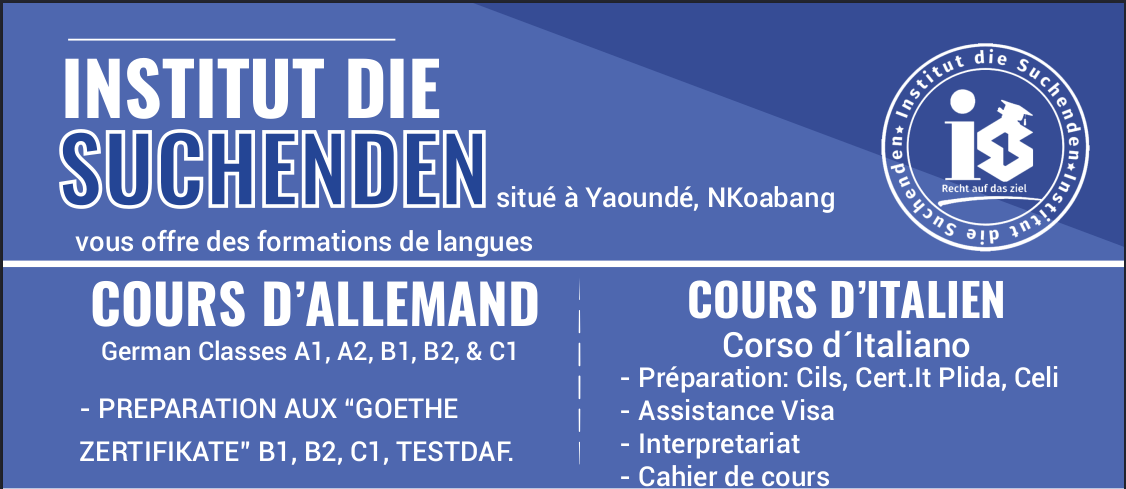 INSTITUT DIE
SUCHENDEN situé à Yaoundé, NKoabang
vous offre des formations de langues
★ Institut die Suchenden ★ Institut die Suchenden
iS
Recht auf das ziel
COURS D’ALLEMAND
German Classes A1, A2, B1, B2, & C1
- PREPARATION AUX “GOETHE
ZERTIFIKATE” B1, B2, C1, TESTDAF.
COURS D’ITALIEN
Corso d´Italiano
- Préparation: Cils, Cert.It Plida, Celi
- Assistance Visa
- Interpretariat
- Cahier de cours